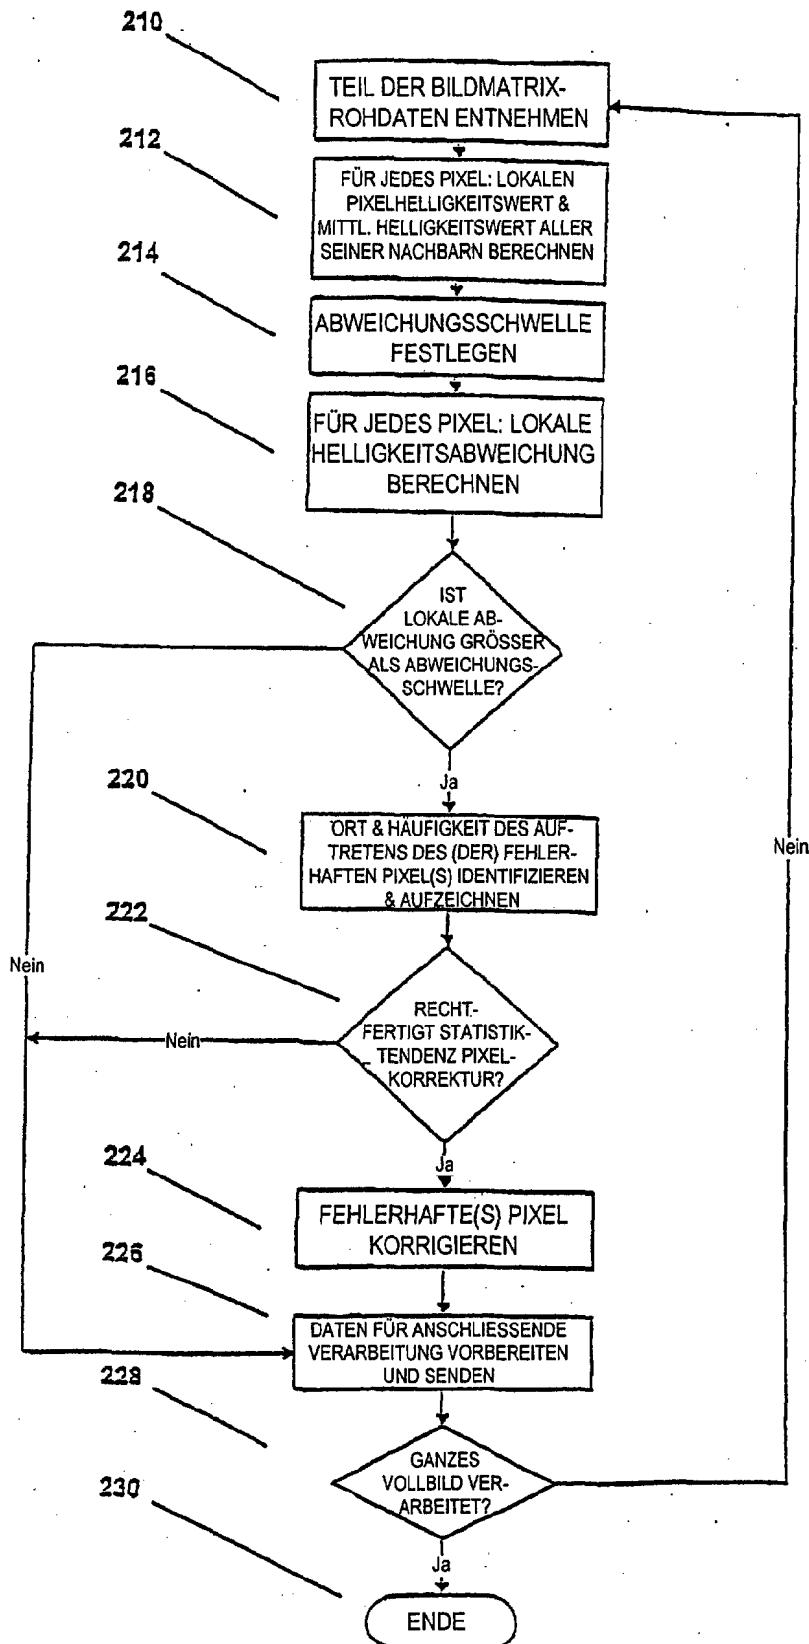 210
TEIL DER BILDMATRIX-
ROHDATEN ENTNEHMEN
212
FÜR JEDES PIXEL: LOKALEN
PIXELHELLIGKEITSWERT &
MITTL. HELLIGKEITSWERT ALLER
SEINER NACHBARN BERECHNEN
214
ABWEICHUNGSSCHWELLE
FESTLEGEN
216
FÜR JEDES PIXEL: LOKALE
HELLIGKEITSABWEICHUNG
BERECHNEN
218
IST
LOKALE AB-
WEICHUNG GRÖSSER
ALS ABWEICHUNGS-
SCHWELLE?
Ja
220
ORT & HÄUFIGKEIT DES AUF-
TRETENS DES (DER) FEHLER-
HAFTEN PIXEL(S) IDENTIFIZIEREN
& AUFZEICHNEN
Nein
222
Nein
RECHT-
FERTIGT STATISTIK-
TENDENZ PIXEL-
KORREKTUR?
Nein
Ja
224
FEHLERHAFTE(S) PIXEL
KORRIGIEREN
226
DATEN FÜR ANSCHLIESSENDE
VERARBEITUNG VORBEREITEN
UND SENDEN
228
GANZES
VOLLBILD VER-
ARBEITET?
230
Ja
ENDE